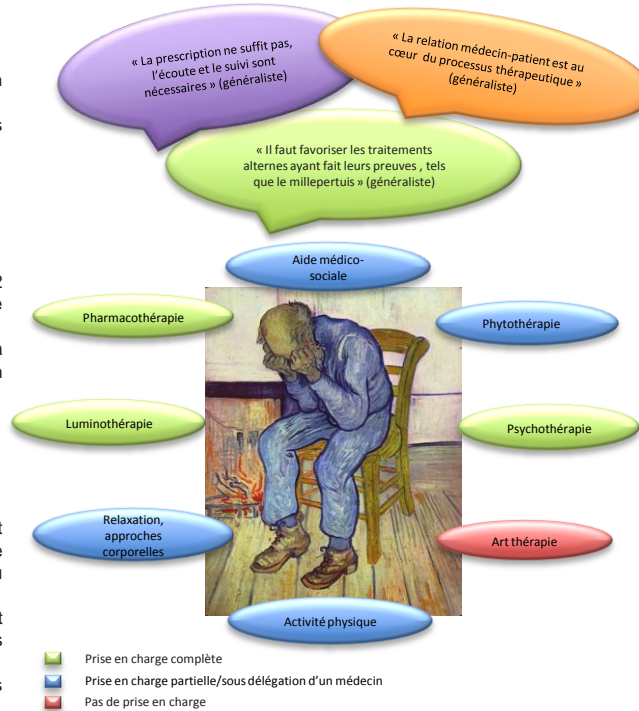 « La prescription ne suffit pas,
l'écoute et le suivi sont
nécessaires » (généraliste)
« La relation médecin-patient est au
cœur du processus thérapeutique »
(généraliste)
« Il faut favoriser les traitements
alternes ayant fait leurs preuves , tels
que le millepertuis » (généraliste)
Aide médico-
sociale
Pharmacothérapie
Phytothérapie
Luminothérapie
Psychothérapie
Relaxation,
approches
corporelles
Art thérapie
Activité physique
Prise en charge complète
Prise en charge partielle/sous délégation d'un médecin
Pas de prise en charge